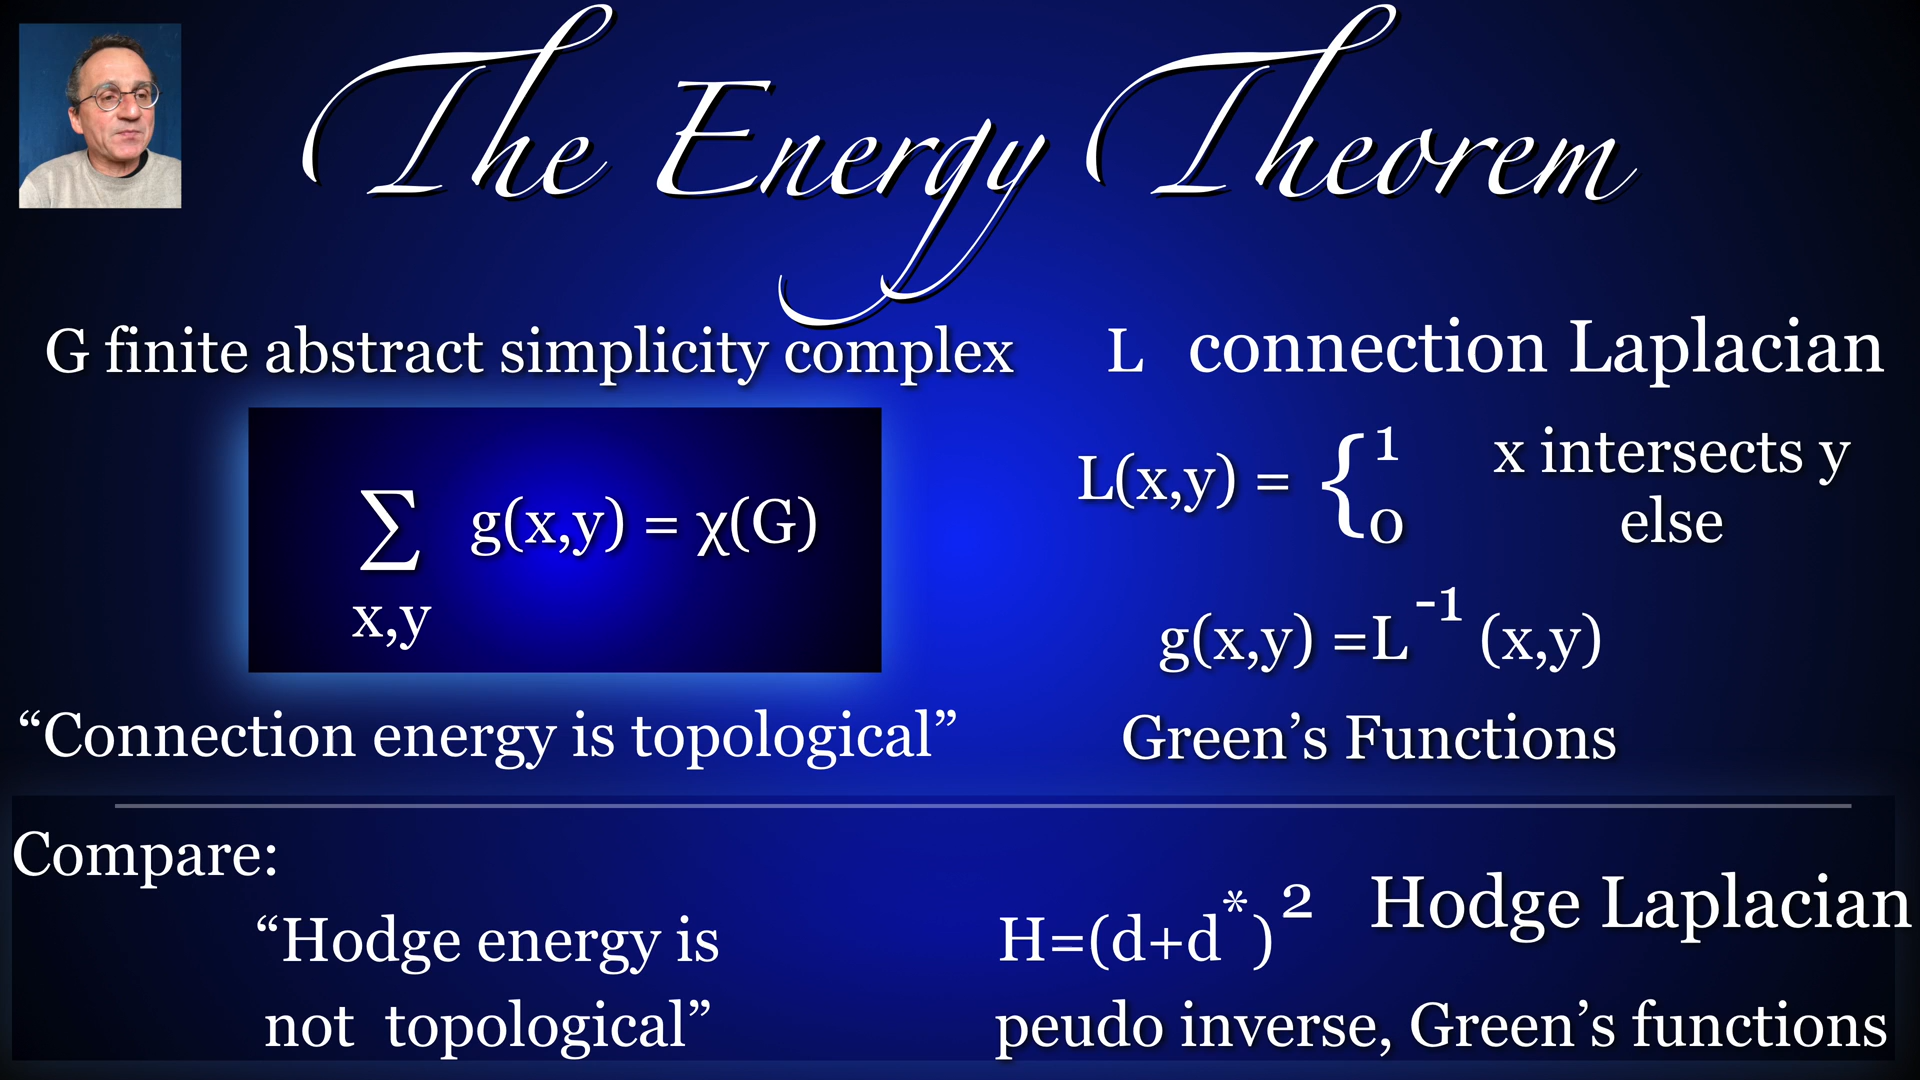 The Energy Theorem
G finite abstract simplicity complex
∑ g(x,y) = χ(G)
x,y
“Connection energy is topological”
L connection Laplacian
L(x,y) = { 1 x intersects y
0 else
g(x,y) =L⁻¹ (x,y)
Green’s Functions
Compare:
“Hodge energy is
not topological”
H=(d+d*)² Hodge Laplacian
peudo inverse, Green’s functions